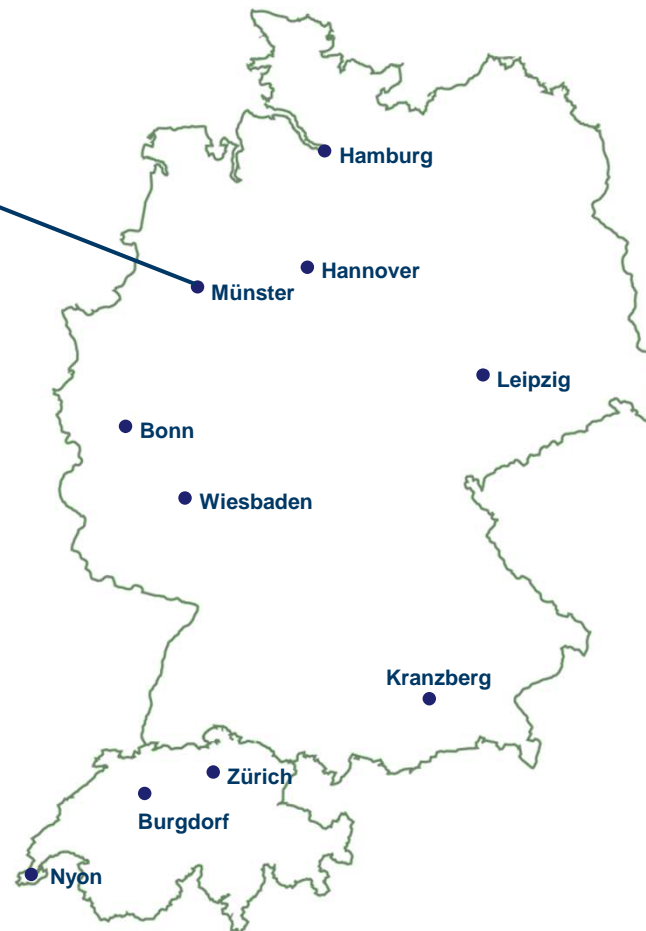 Hamburg
Hannover
Münster
Leipzig
Bonn
Wiesbaden
Kranzberg
Zürich
Burgdorf
Nyon